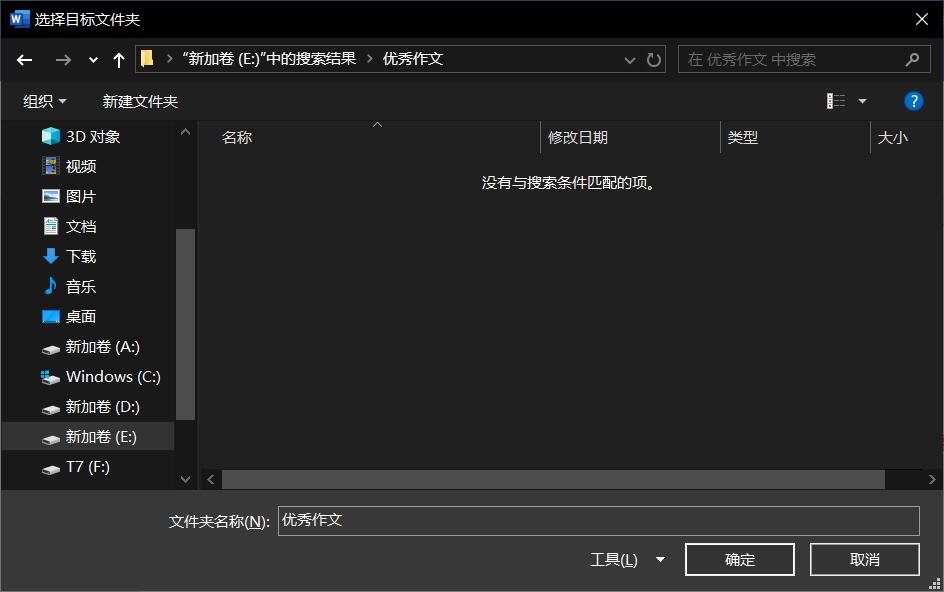 选择目标文件夹
“新加卷 (E:)”中的搜索结果 优秀作文
在 优秀作文 中搜索
组织 新建文件夹
名称 修改日期 类型 大小
没有与搜索条件匹配的项。
3D 对象
视频
图片
文档
下载
音乐
桌面
新加卷 (A:)
Windows (C:)
新加卷 (D:)
新加卷 (E:)
T7 (F:)
文件夹名称(N): 优秀作文
工具(L) 确定 取消